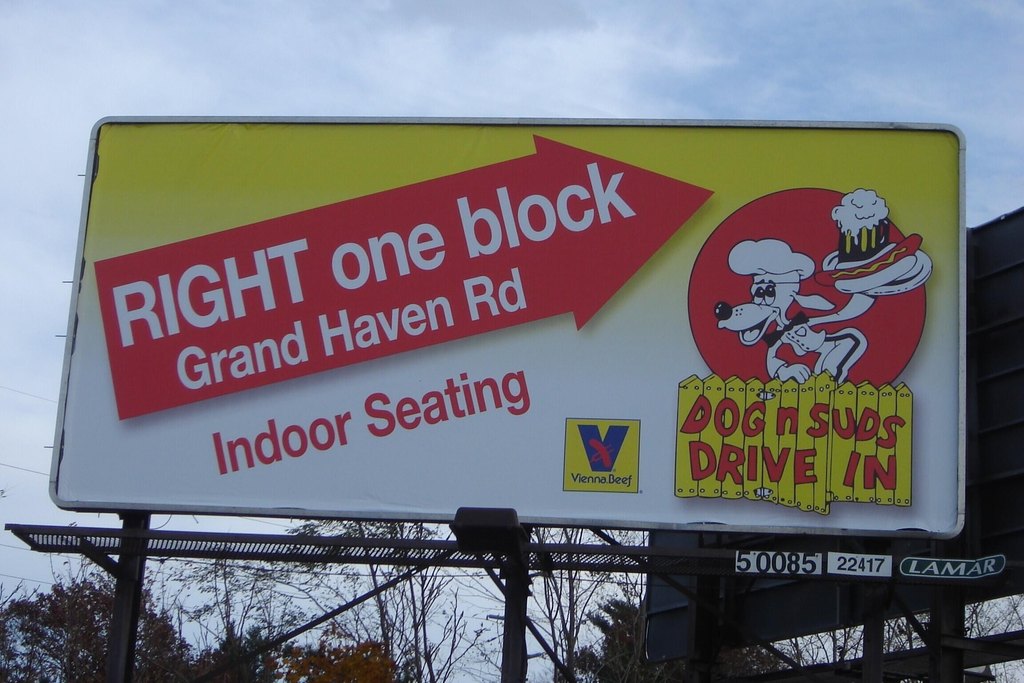 RIGHT one block
Grand Haven Rd
Indoor Seating
V
Vienna Beef
DOG n SUDS
DRIVE IN
50085
22417
LAMAR